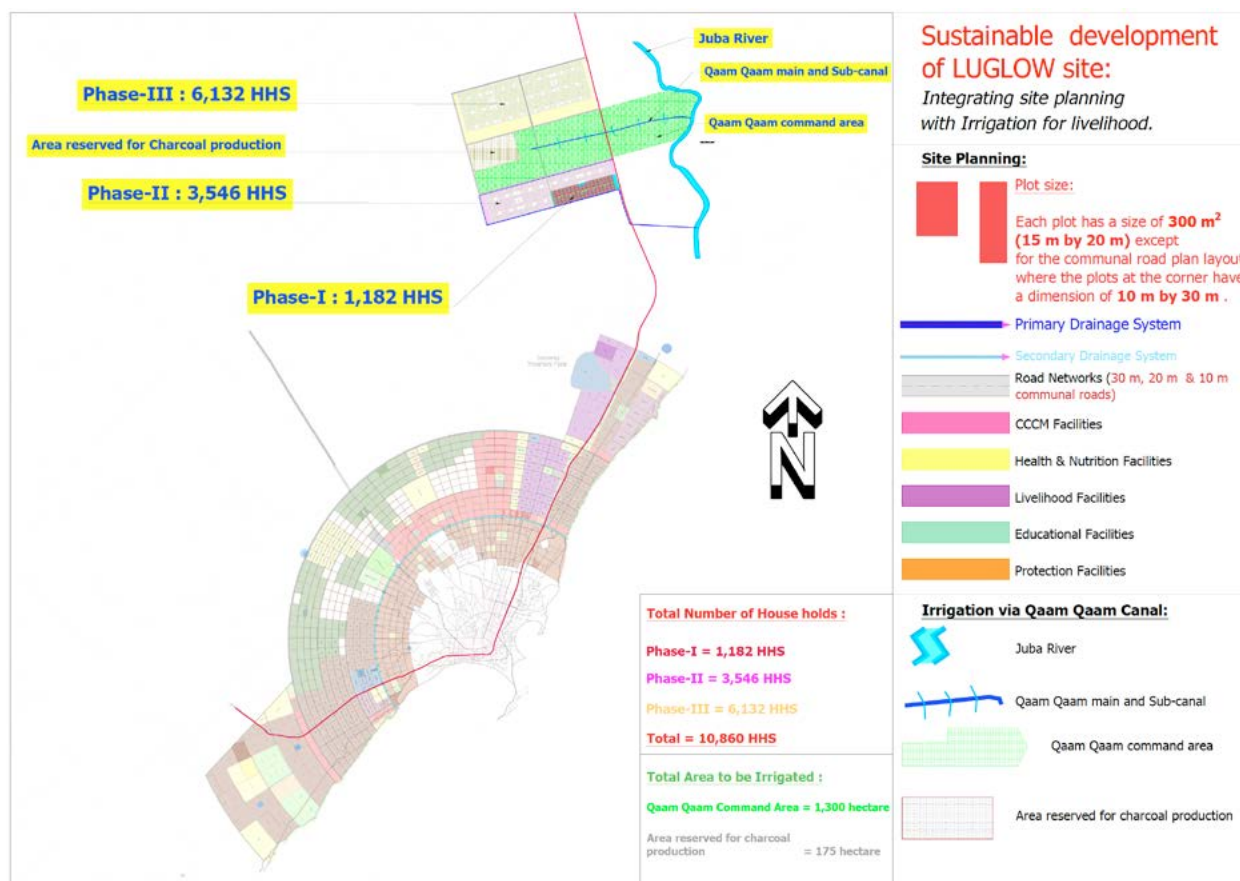 Juba River
Qaam Qaam main and Sub-canal
Phase-III : 6,132 HHS
Qaam Qaam command area
Area reserved for Charcoal production
Phase-II : 3,546 HHS
Phase-I : 1,182 HHS
N
Total Number of House holds :
Phase-I = 1,182 HHS
Phase-II = 3,546 HHS
Phase-III = 6,132 HHS
Total = 10,860 HHS
Total Area to be Irrigated :
Qaam Qaam Command Area = 1,300 hectare
Area reserved for charcoal
production = 175 hectare
Sustainable development
of LUGLOW site:
Integrating site planning
with Irrigation for livelihood.
Site Planning:
Plot size:
Each plot has a size of 300 m²
(15 m by 20 m) except
for the communal road plan layout
where the plots at the corner have
a dimension of 10 m by 30 m .
Primary Drainage System
Secondary Drainage System
Road Networks (30 m, 20 m & 10 m
communal roads)
CCCM Facilities
Health & Nutrition Facilities
Livelihood Facilities
Educational Facilities
Protection Facilities
Irrigation via Qaam Qaam Canal:
Juba River
Qaam Qaam main and Sub-canal
Qaam Qaam command area
Area reserved for charcoal production